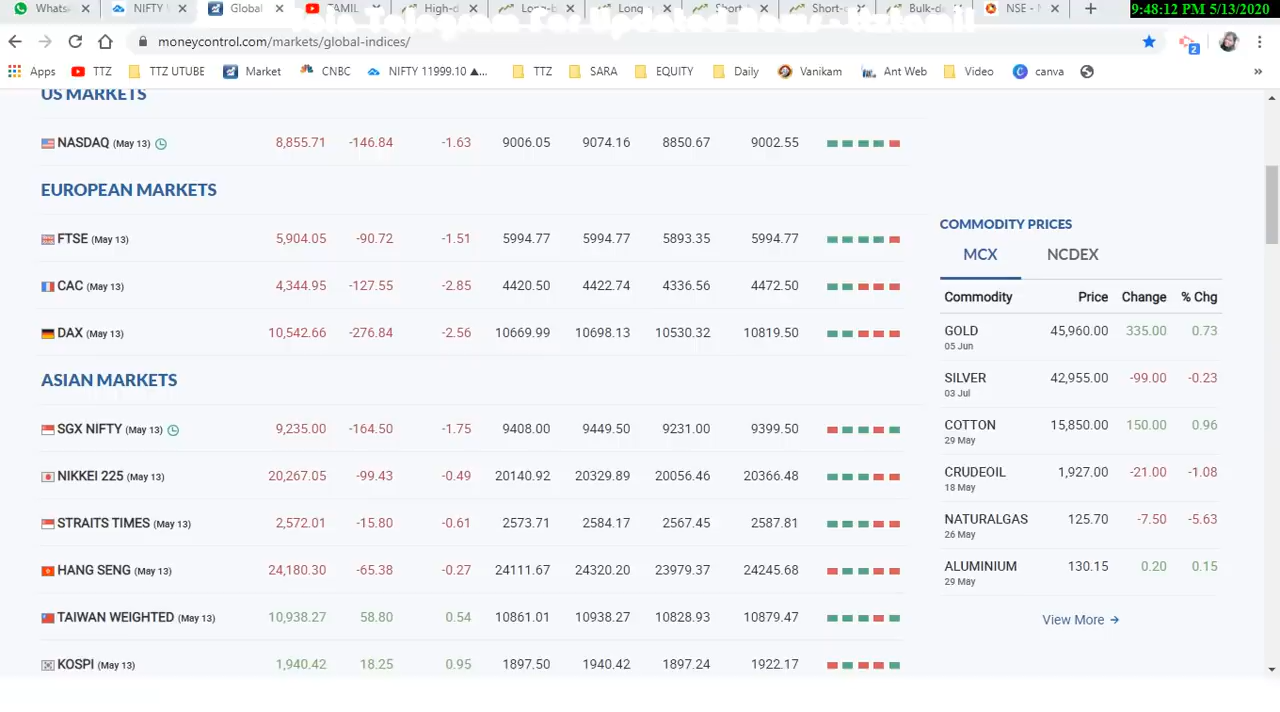 Whats
NIFTY
Global
TAMIL
High-d
Long-b
Long
Short
Short-c
Bulk-de
NSE -
9:48:12 PM 5/13/2020
moneycontrol.com/markets/global-indices/
2
Apps TTZ TTZ UTUBE Market CNBC NIFTY 11999.10 ▲... TTZ SARA EQUITY Daily Vanikam Ant Web Video canva »
US MARKETS
NASDAQ (May 13) 8,855.71 -146.84 -1.63 9006.05 9074.16 8850.67 9002.55
EUROPEAN MARKETS
FTSE (May 13) 5,904.05 -90.72 -1.51 5994.77 5994.77 5893.35 5994.77
CAC (May 13) 4,344.95 -127.55 -2.85 4420.50 4422.74 4336.56 4472.50
DAX (May 13) 10,542.66 -276.84 -2.56 10669.99 10698.13 10530.32 10819.50
ASIAN MARKETS
SGX NIFTY (May 13) 9,235.00 -164.50 -1.75 9408.00 9449.50 9231.00 9399.50
NIKKEI 225 (May 13) 20,267.05 -99.43 -0.49 20140.92 20329.89 20056.46 20366.48
STRAITS TIMES (May 13) 2,572.01 -15.80 -0.61 2573.71 2584.17 2567.45 2587.81
HANG SENG (May 13) 24,180.30 -65.38 -0.27 24111.67 24320.20 23979.37 24245.68
TAIWAN WEIGHTED (May 13) 10,938.27 58.80 0.54 10861.01 10938.27 10828.93 10879.47
KOSPI (May 13) 1,940.42 18.25 0.95 1897.50 1940.42 1897.24 1922.17
COMMODITY PRICES
MCX NCDEX
Commodity Price Change % Chg
GOLD 45,960.00 335.00 0.73
05 Jun
SILVER 42,955.00 -99.00 -0.23
03 Jul
COTTON 15,850.00 150.00 0.96
29 May
CRUDEOIL 1,927.00 -21.00 -1.08
18 May
NATURALGAS 125.70 -7.50 -5.63
26 May
ALUMINIUM 130.15 0.20 0.15
29 May
View More →